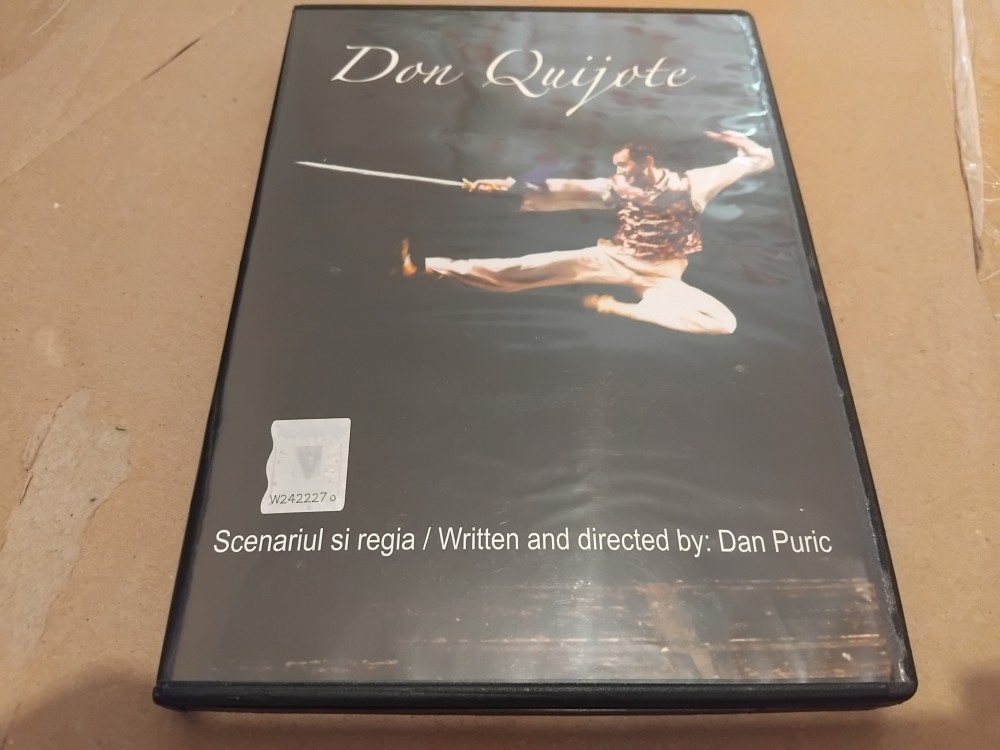 Don Quijote
W242227
Scenariul si regia / Written and directed by: Dan Puric